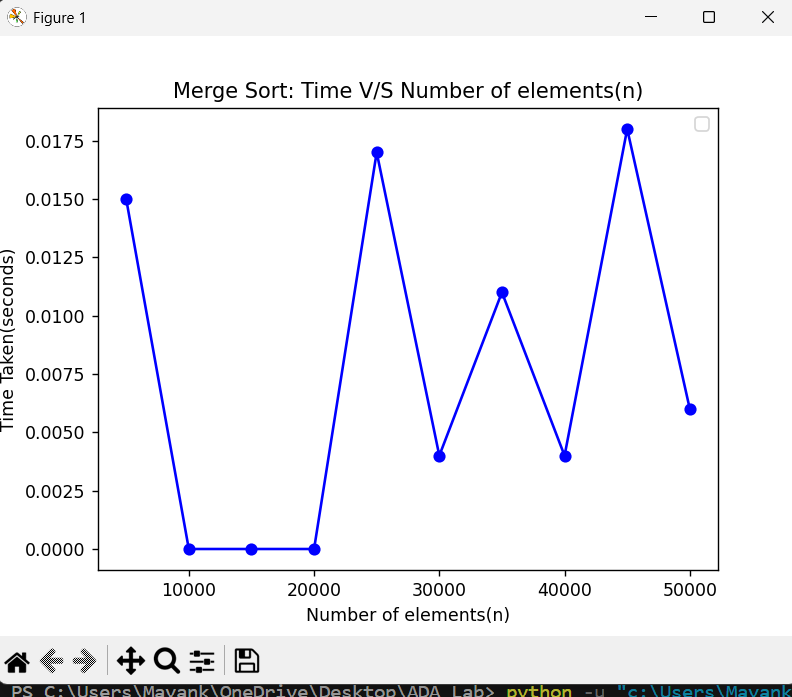 Figure 1
Merge Sort: Time V/S Number of elements(n)
0.0175
0.0150
0.0125
0.0100
0.0075
0.0050
0.0025
0.0000
Time Taken(seconds)
10000 20000 30000 40000 50000
Number of elements(n)
PS C:\Users\Mayank\OneDrive\Desktop\ADA Lab> python -u "c:\Users\Mayank